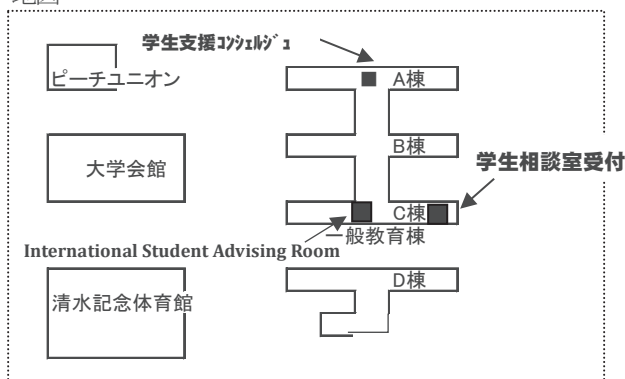 地図
学生支援ｺﾝｼｪﾙｼﾞｭ
ピーチユニオン
A棟
大学会館
B棟
学生相談室受付
C棟
一般教育棟
International Student Advising Room
清水記念体育館
D棟